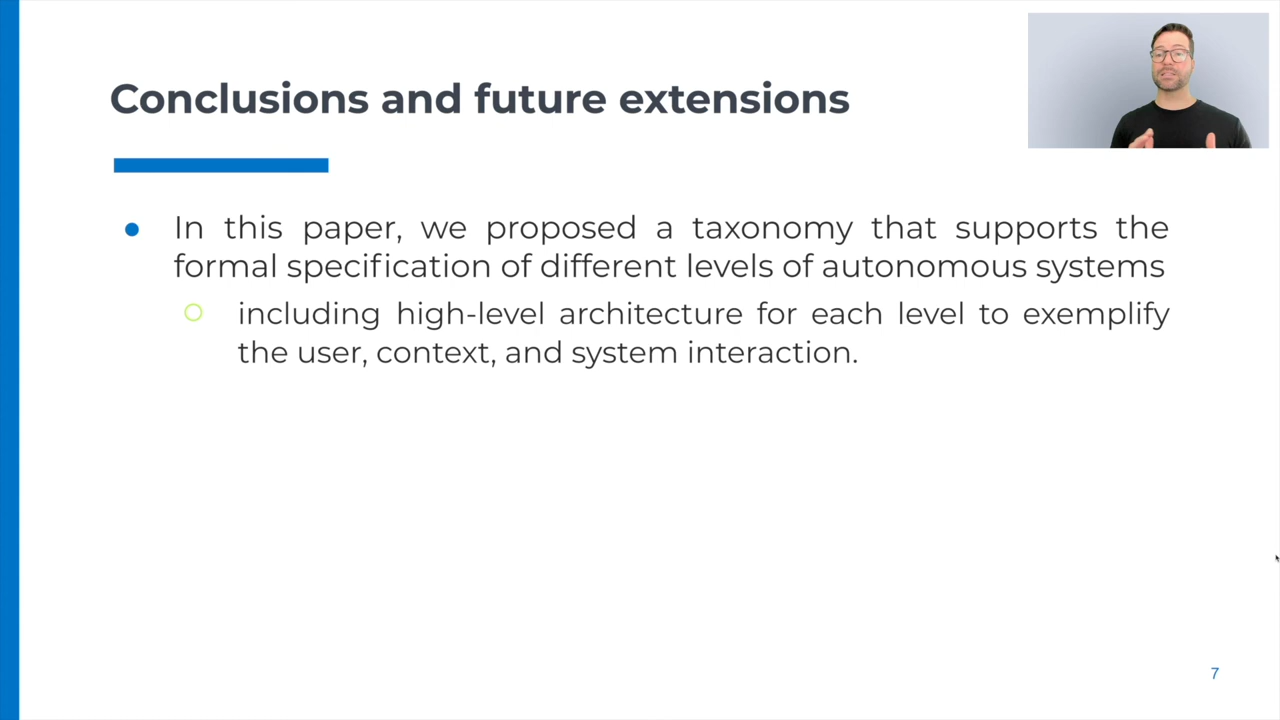 Conclusions and future extensions
In this paper, we proposed a taxonomy that supports the
formal specification of different levels of autonomous systems
including high-level architecture for each level to exemplify
the user, context, and system interaction.
7